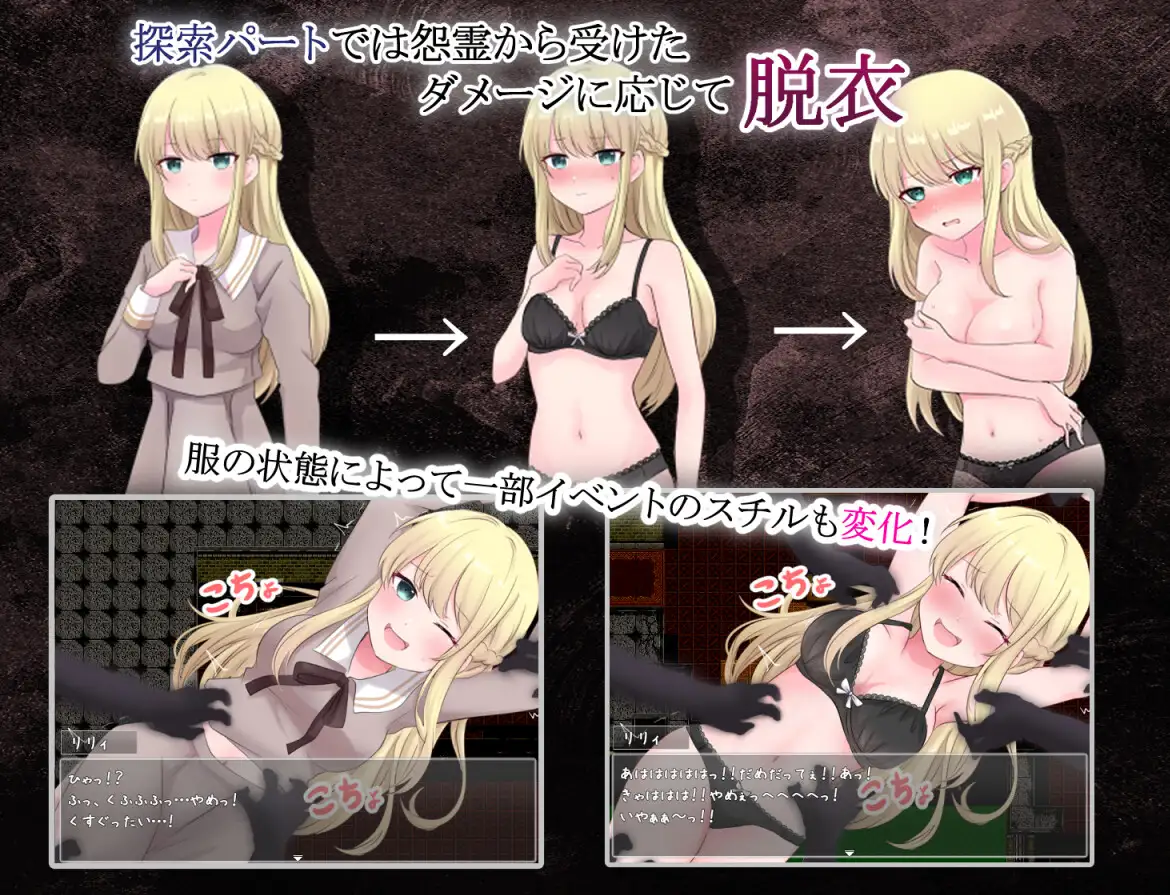 探索パートでは怨霊から受けた
ダメージに応じて 脱衣
服の状態によって一部イベントのスチルも変化！
こちょ
こちょ
リリィ
ひゃっ！？
ふっ、くふふふっ…やめっ！
くすぐったい…！
こちょ
こちょ
リリィ
あはははははっ！！だめだってぇ！！あっ！
きゃははは！！やめぇっへへへへっ！
いやぁぁ～っ！！